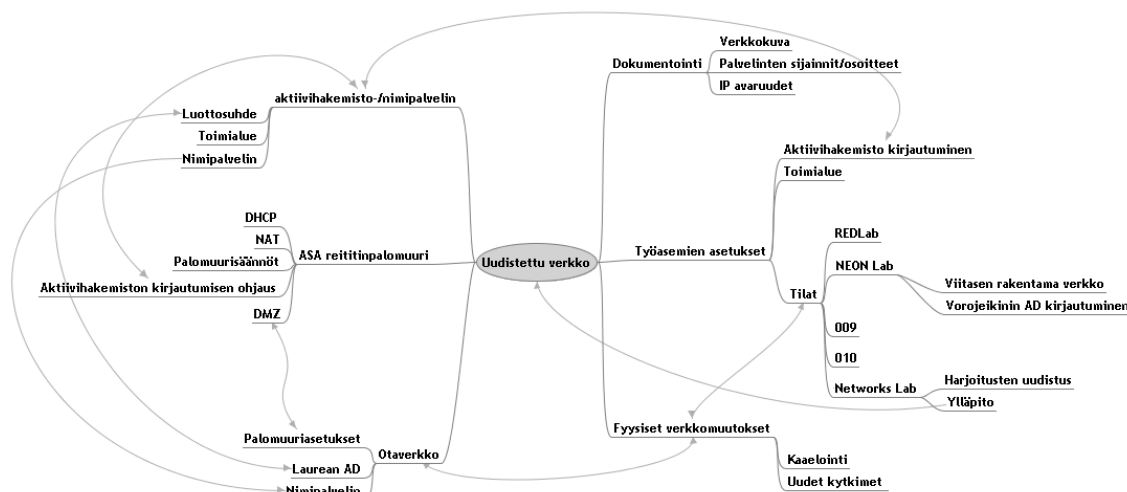 Uudistettu verkko
aktiivihakemisto-/nimipalvelin
Luottosuhde
Toimialue
Nimipalvelin
ASA reititinpalomuuri
DHCP
NAT
Palomuurisäännöt
Aktiivihakemiston kirjautumisen ohjaus
DMZ
Otaverkko
Palomuuriasetukset
Laurean AD
Nimipalvelin
Dokumentointi
Verkkokuva
Palvelinten sijainnit/osoitteet
IP avaruudet
Työasemien asetukset
Aktiivihakemisto kirjautuminen
Toimialue
Tilat
REDLab
NEON Lab
Viitasen rakentama verkko
Vorojeikinin AD kirjautuminen
009
010
Networks Lab
Harjoitusten uudistus
Ylläpito
Fyysiset verkkomuutokset
Kaaelointi
Uudet kytkimet